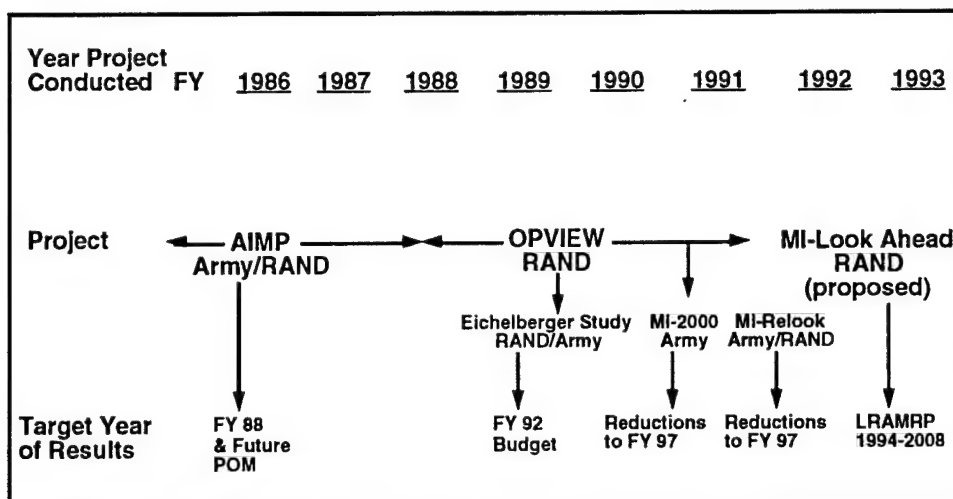 Year Project
Conducted FY 1986 1987 1988 1989 1990 1991 1992 1993
Project
AIMP
Army/RAND
OPVIEW
RAND
MI-Look Ahead
RAND
(proposed)
Eichelberger Study
RAND/Army
MI-2000
Army
MI-Relook
Army/RAND
Target Year
of Results
FY 88
& Future
POM
FY 92
Budget
Reductions
to FY 97
Reductions
to FY 97
LRAMRP
1994-2008